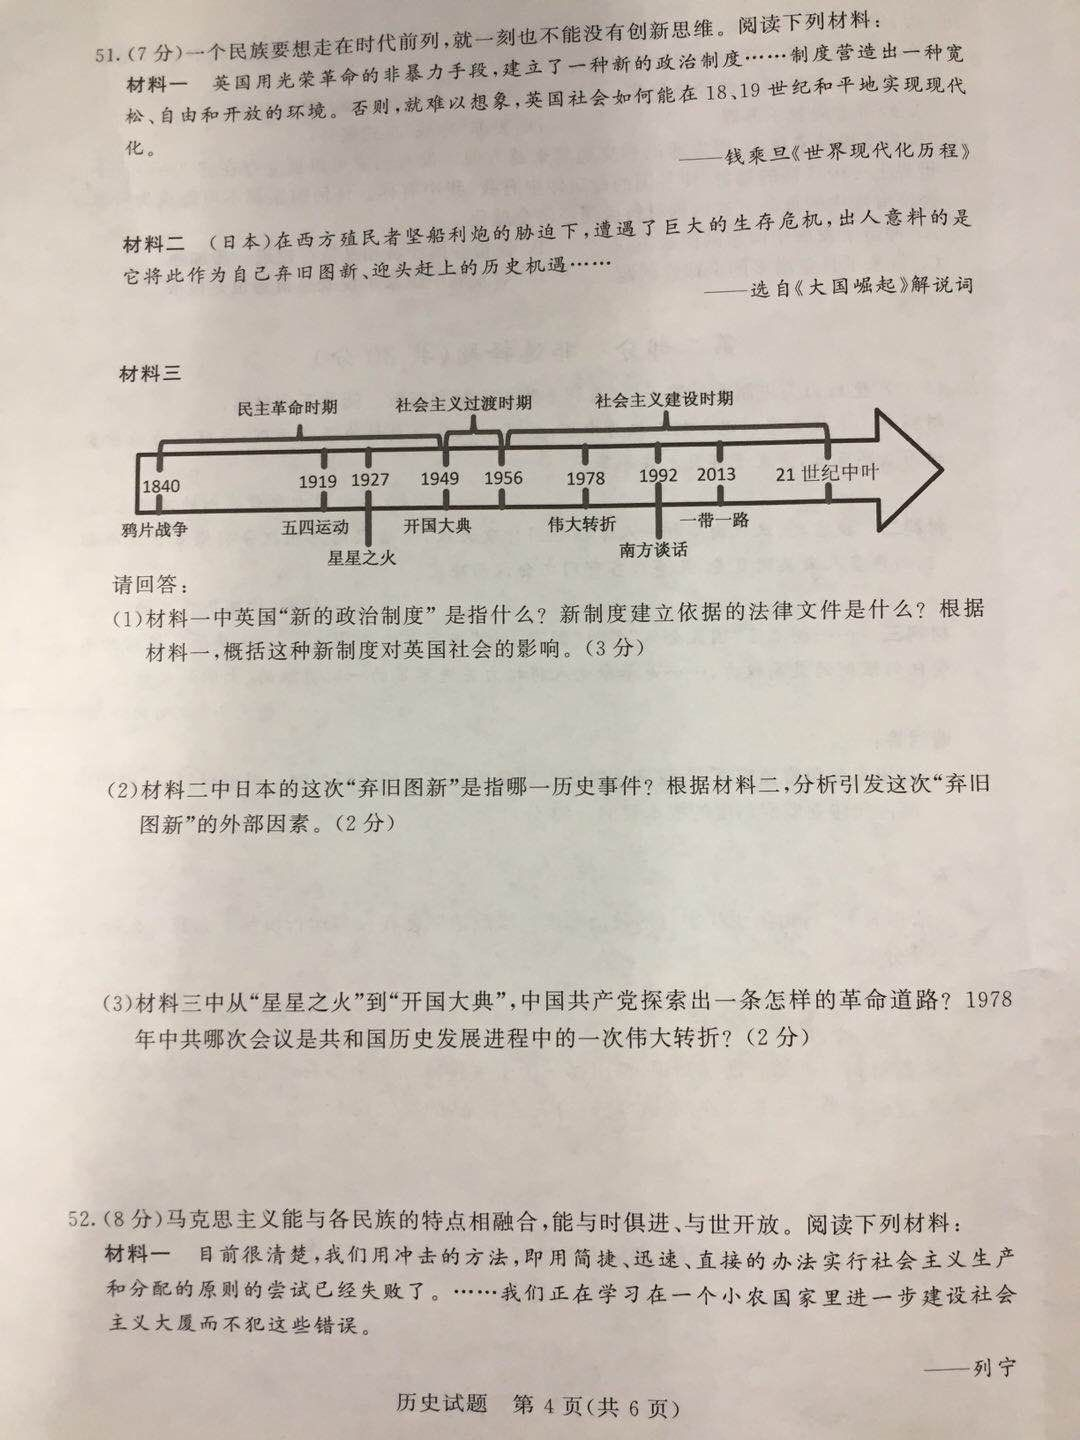 51.(7分)一个民族要想走在时代前列,就一刻也不能没有创新思维。阅读下列材料:
材料一 英国用光荣革命的非暴力手段,建立了一种新的政治制度……制度营造出一种宽
松、自由和开放的环境。否则,就难以想象,英国社会如何能在18、19世纪和平地实现现代
化。
——钱乘旦《世界现代化历程》
材料二 (日本)在西方殖民者坚船利炮的胁迫下,遭遇了巨大的生存危机,出人意料的是
它将此作为自己弃旧图新、迎头赶上的历史机遇……
——选自《大国崛起》解说词
材料三
民主革命时期 社会主义过渡时期 社会主义建设时期
1840 1919 1927 1949 1956 1978 1992 2013 21世纪中叶
鸦片战争 五四运动 开国大典 伟大转折 一带一路
星星之火 南方谈话
请回答:
(1)材料一中英国“新的政治制度”是指什么?新制度建立依据的法律文件是什么?根据
材料一,概括这种新制度对英国社会的影响。(3分)
(2)材料二中日本的这次“弃旧图新”是指哪一历史事件?根据材料二,分析引发这次“弃旧
图新”的外部因素。(2分)
(3)材料三中从“星星之火”到“开国大典”,中国共产党探索出一条怎样的革命道路?1978
年中共哪次会议是共和国历史发展进程中的一次伟大转折?(2分)
52.(8分)马克思主义能与各民族的特点相融合,能与时俱进、与世开放。阅读下列材料:
材料一 目前很清楚,我们用冲击的方法,即用简捷、迅速、直接的办法实行社会主义生产
和分配的原则的尝试已经失败了。……我们正在学习在一个小农国家里进一步建设社会
主义大厦而不犯这些错误。
——列宁
历史试题 第4页(共6页)